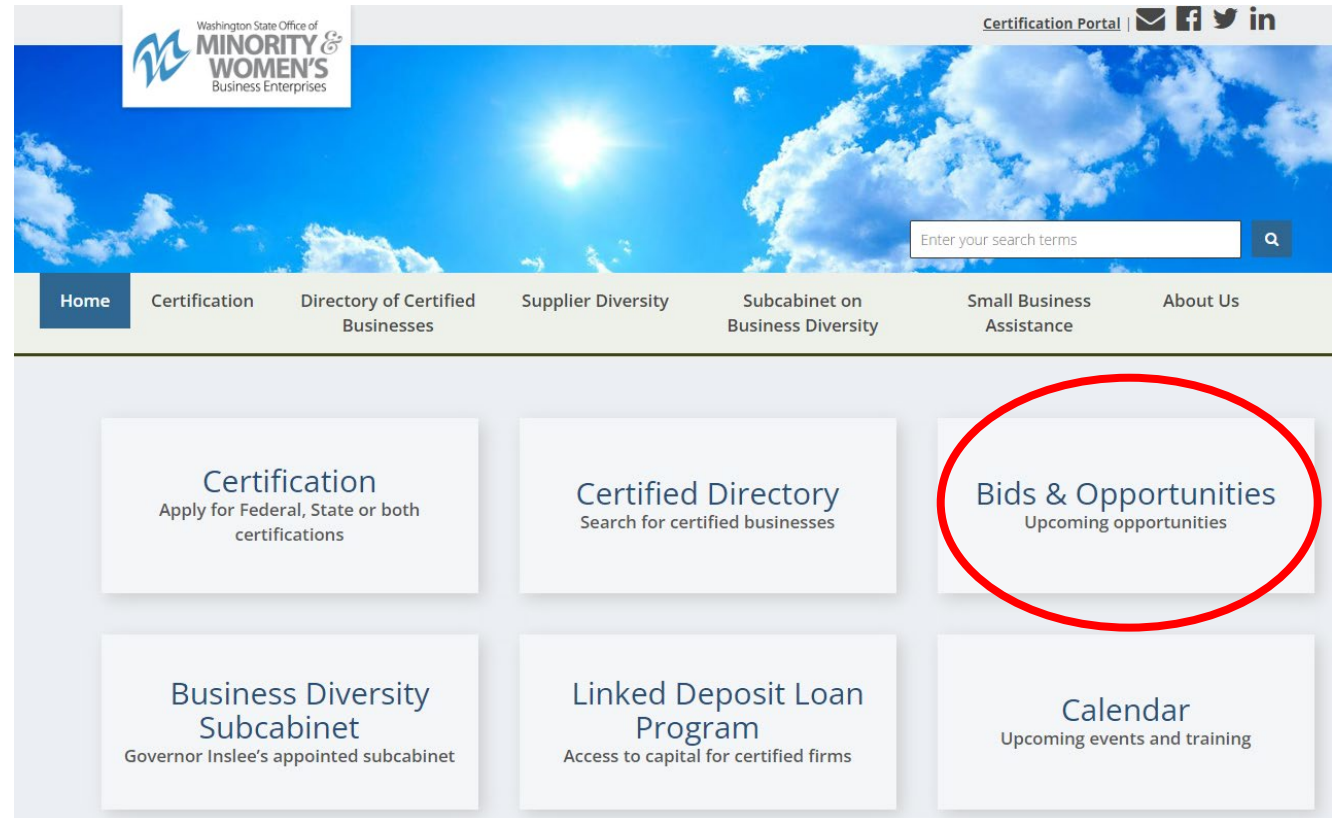 Washington State Office of
MINORITY &
WOMEN'S
Business Enterprises
Certification Portal |
Enter your search terms
Home
Certification
Directory of Certified
Businesses
Supplier Diversity
Subcabinet on
Business Diversity
Small Business
Assistance
About Us
Certification
Apply for Federal, State or both
certifications
Certified Directory
Search for certified businesses
Bids & Opportunities
Upcoming opportunities
Business Diversity
Subcabinet
Governor Inslee's appointed subcabinet
Linked Deposit Loan
Program
Access to capital for certified firms
Calendar
Upcoming events and training